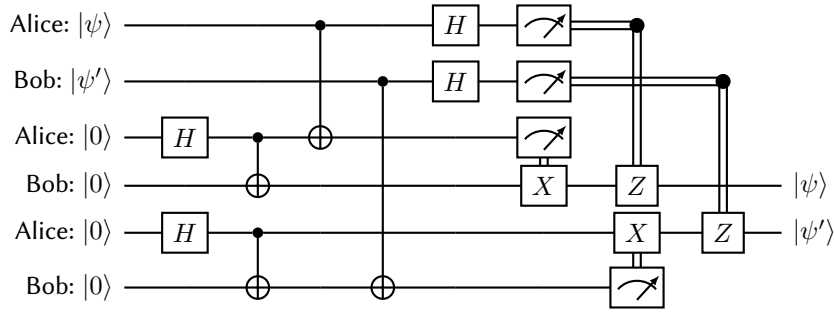 Alice: |ψ⟩ H
Bob: |ψ′⟩ H
Alice: |0⟩ H
Bob: |0⟩ X Z |ψ⟩
Alice: |0⟩ H X Z |ψ′⟩
Bob: |0⟩